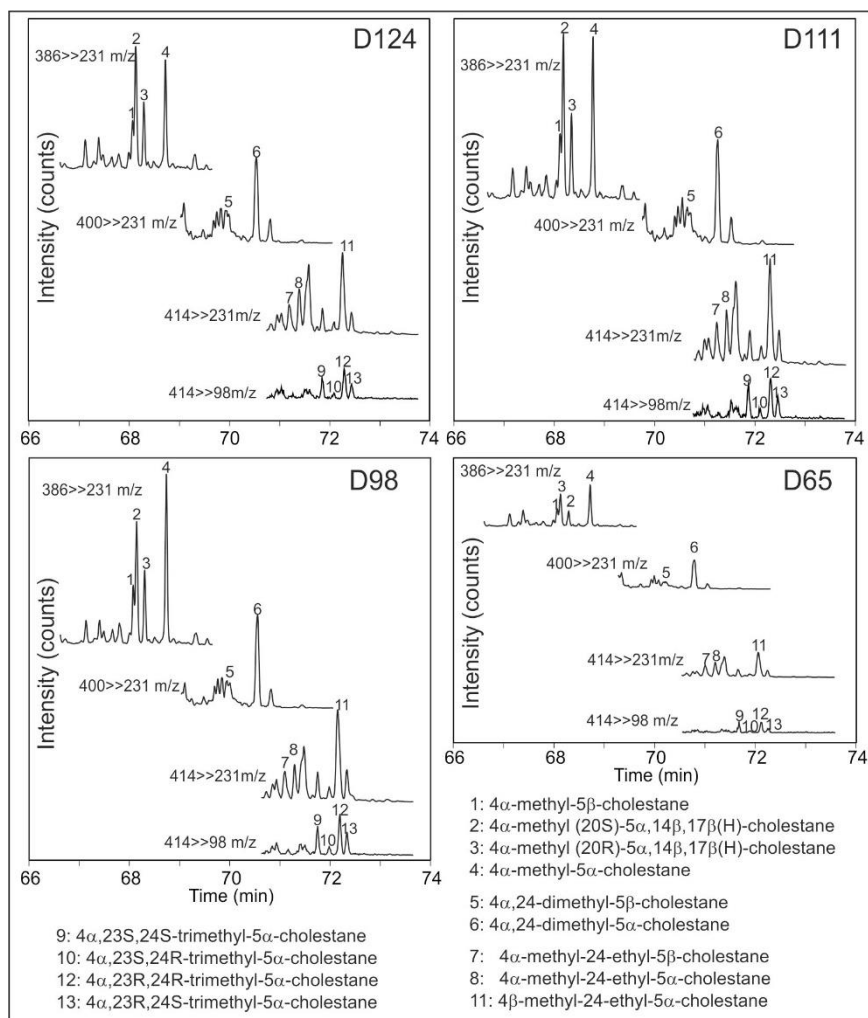 D124
386>>231 m/z
2
4
1
3
6
400>>231 m/z
5
11
414>>231m/z
7
8
414>>98m/z
9
10
12
13
Intensity (counts)
66 68 70 72 74
D111
386>>231 m/z
2
4
1
3
6
400>>231 m/z
5
11
414>>231m/z
7
8
414>>98m/z
9
10
12
13
Intensity (counts)
66 68 70 72 74
D98
386>>231 m/z
4
2
1
3
6
400>>231 m/z
5
11
414>>231m/z
7
8
414>>98 m/z
9
10
12
13
Intensity (counts)
66 68 70 72 74
Time (min)
D65
386>>231 m/z
1
3
2
4
400>>231 m/z
5
6
414>>231 m/z
7
8
11
414>>98 m/z
9
10
12
13
Intensity (counts)
66 68 70 72 74
Time (min)
1: 4α-methyl-5β-cholestane
2: 4α-methyl (20S)-5α,14β,17β(H)-cholestane
3: 4α-methyl (20R)-5α,14β,17β(H)-cholestane
4: 4α-methyl-5α-cholestane
5: 4α,24-dimethyl-5β-cholestane
6: 4α,24-dimethyl-5α-cholestane
7: 4α-methyl-24-ethyl-5β-cholestane
8: 4α-methyl-24-ethyl-5α-cholestane
11: 4β-methyl-24-ethyl-5α-cholestane
9: 4α,23S,24S-trimethyl-5α-cholestane
10: 4α,23S,24R-trimethyl-5α-cholestane
12: 4α,23R,24R-trimethyl-5α-cholestane
13: 4α,23R,24S-trimethyl-5α-cholestane